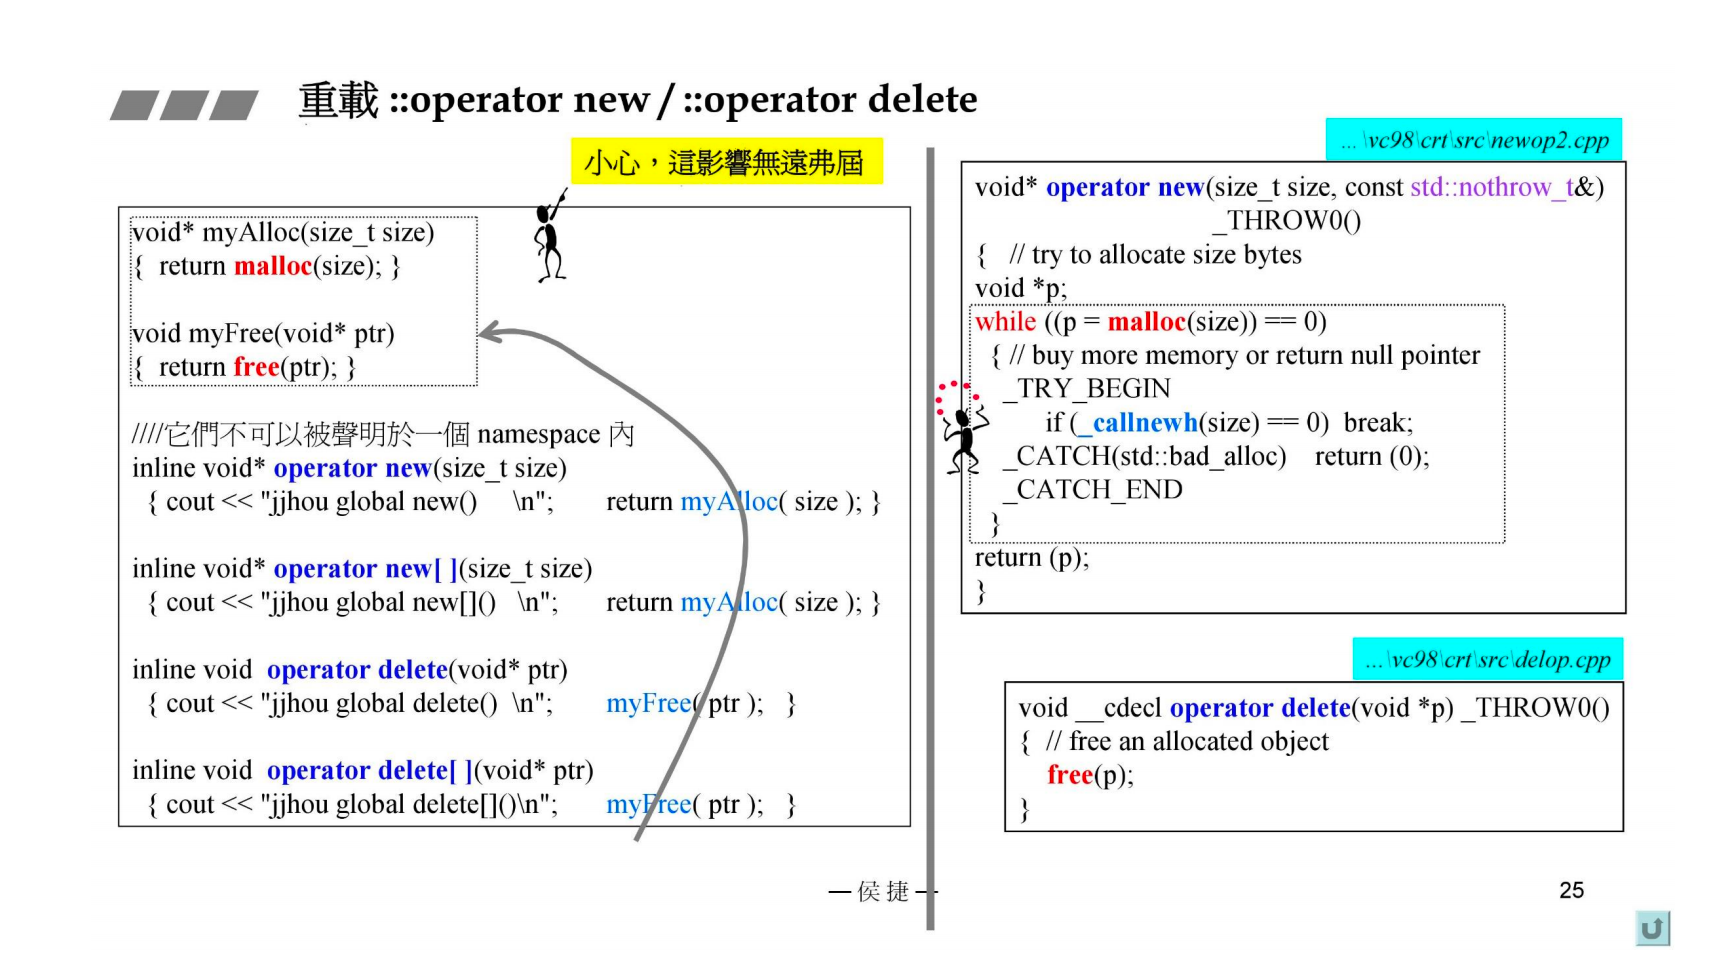 重載 ::operator new / ::operator delete
小心，這影響無遠弗屆
void* myAlloc(size_t size)
{ return malloc(size); }
void myFree(void* ptr)
{ return free(ptr); }
////它們不可以被聲明於一個 namespace 內
inline void* operator new(size_t size)
{ cout << "jjhou global new() \n"; return myAlloc( size ); }
inline void* operator new[ ](size_t size)
{ cout << "jjhou global new[]() \n"; return myAlloc( size ); }
inline void operator delete(void* ptr)
{ cout << "jjhou global delete() \n"; myFree( ptr ); }
inline void operator delete[ ](void* ptr)
{ cout << "jjhou global delete[]()\n"; myFree( ptr ); }
...\vc98\crt\src\newop2.cpp
void* operator new(size_t size, const std::nothrow_t&)
_THROW0()
{ // try to allocate size bytes
void *p;
while ((p = malloc(size)) == 0)
{ // buy more memory or return null pointer
_TRY_BEGIN
if (_callnewh(size) == 0) break;
_CATCH(std::bad_alloc) return (0);
_CATCH_END
}
return (p);
}
...\vc98\crt\src\delop.cpp
void __cdecl operator delete(void *p) _THROW0()
{ // free an allocated object
free(p);
}
— 侯 捷 —
25